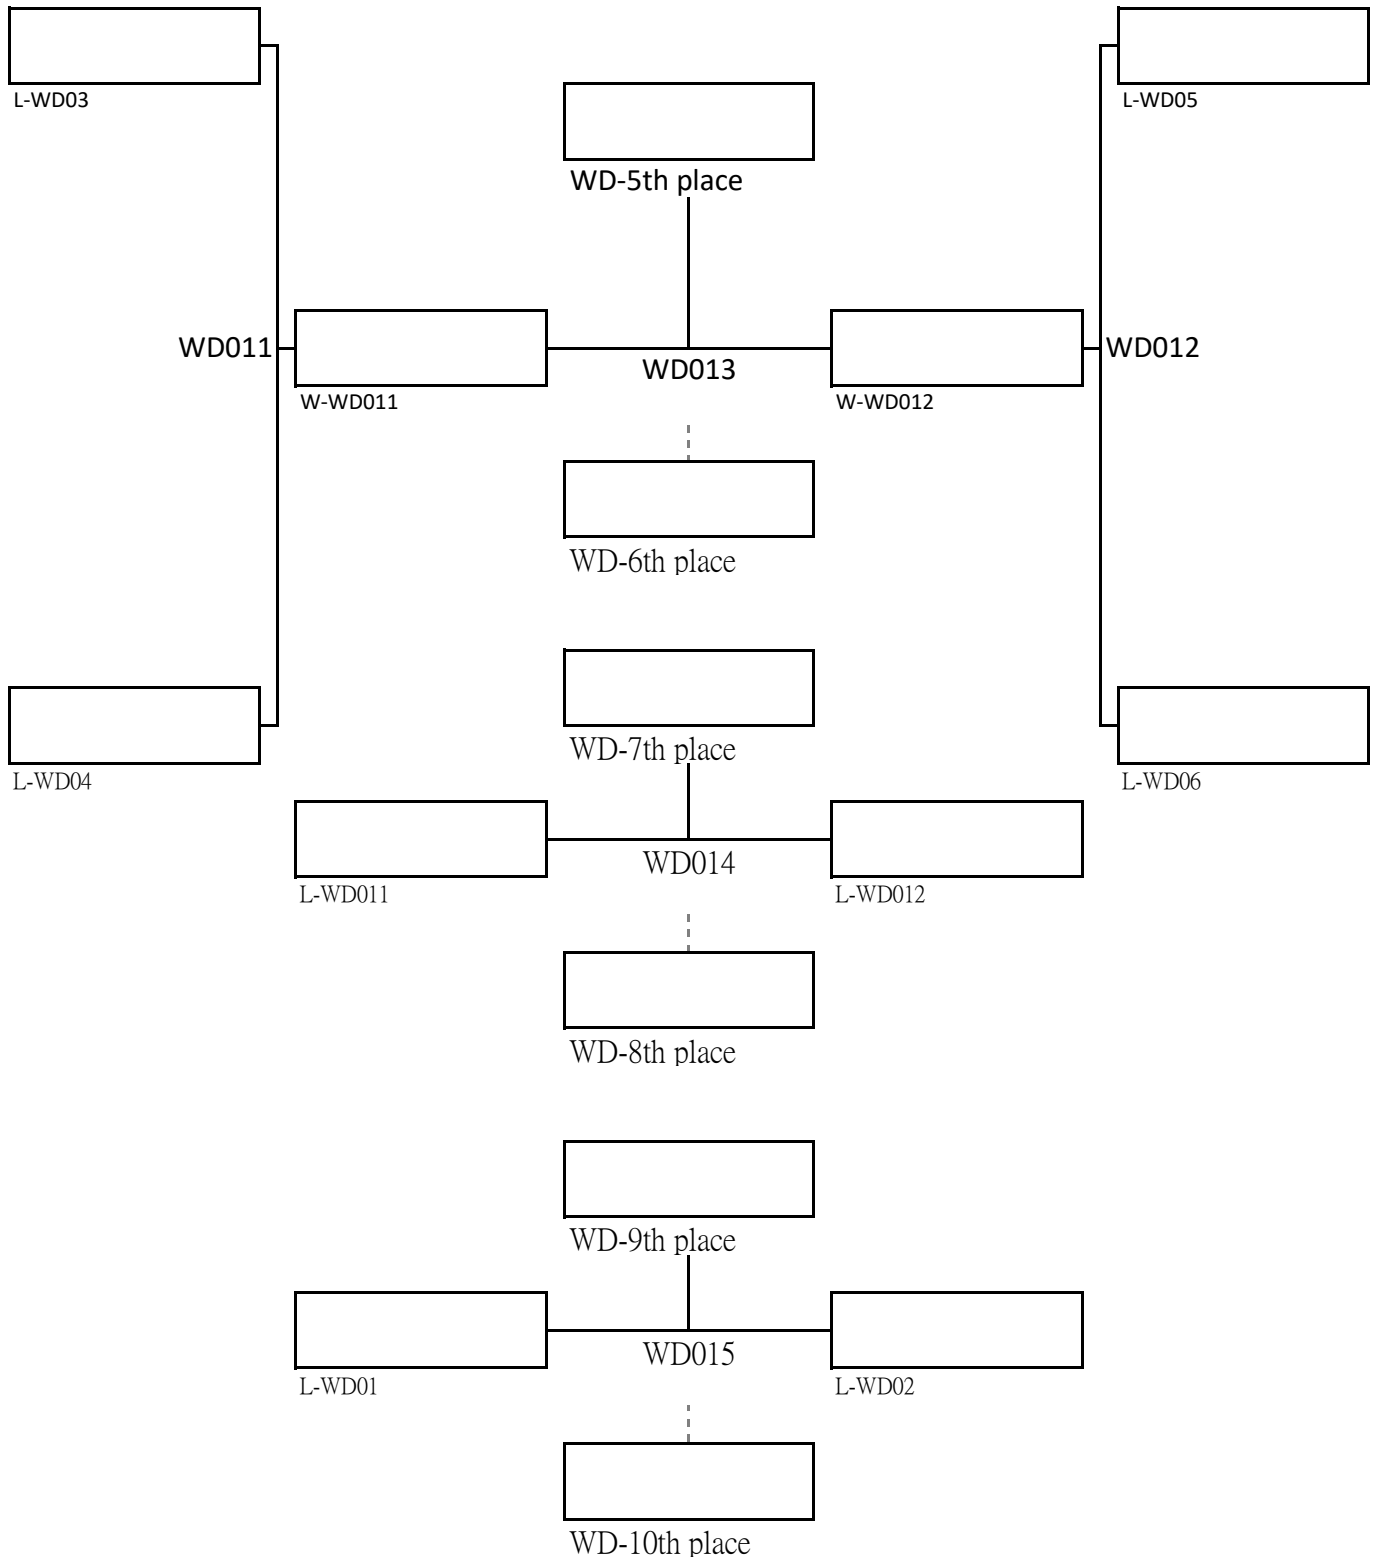 L-WD03
L-WD05
WD-5th place
WD011
WD013
WD012
W-WD011
W-WD012
WD-6th place
WD-7th place
L-WD04
L-WD06
WD014
L-WD011
L-WD012
WD-8th place
WD-9th place
WD015
L-WD01
L-WD02
WD-10th place